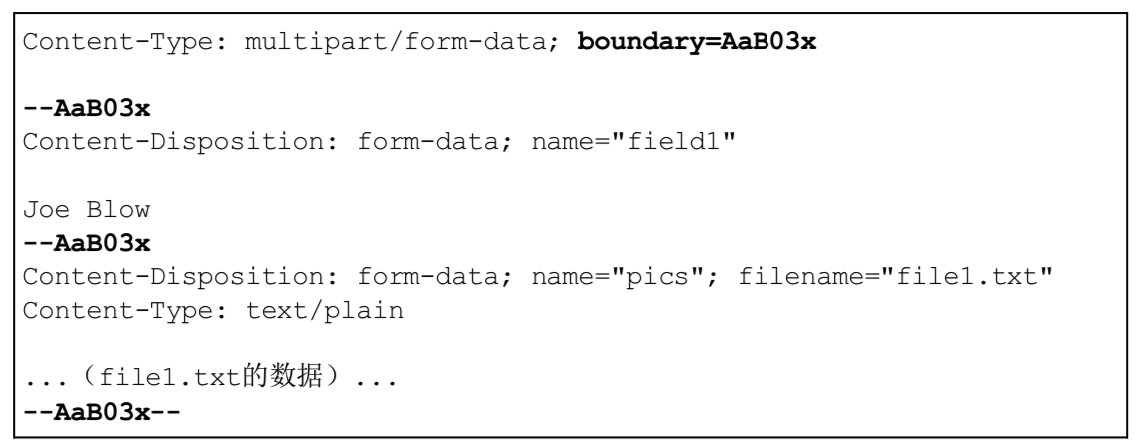 Content-Type: multipart/form-data; boundary=AaB03x
--AaB03x
Content-Disposition: form-data; name="field1"
Joe Blow
--AaB03x
Content-Disposition: form-data; name="pics"; filename="file1.txt"
Content-Type: text/plain
...（file1.txt的数据）...
--AaB03x--